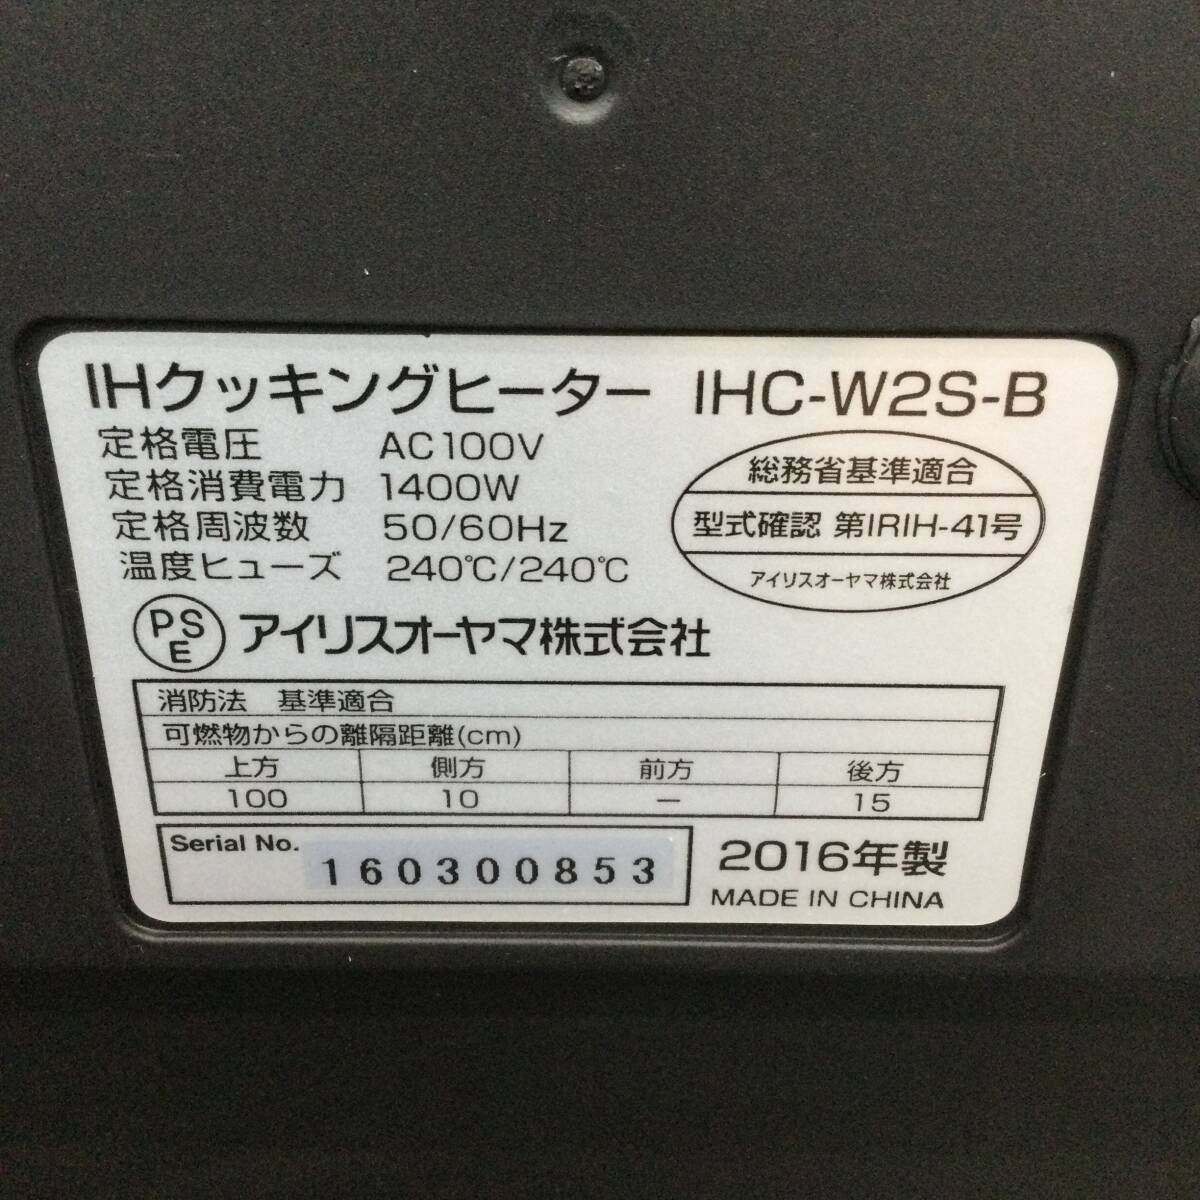 IHクッキングヒーター IHC-W2S-B
定格電圧 AC100V
定格消費電力 1400W
定格周波数 50/60Hz
温度ヒューズ 240℃/240℃
総務省基準適合
型式確認 第IRIH-41号
アイリスオーヤマ株式会社
PSE アイリスオーヤマ株式会社
消防法 基準適合
可燃物からの離隔距離(cm)
上方 側方 前方 後方
100 10 － 15
Serial No. 160300853
2016年製
MADE IN CHINA